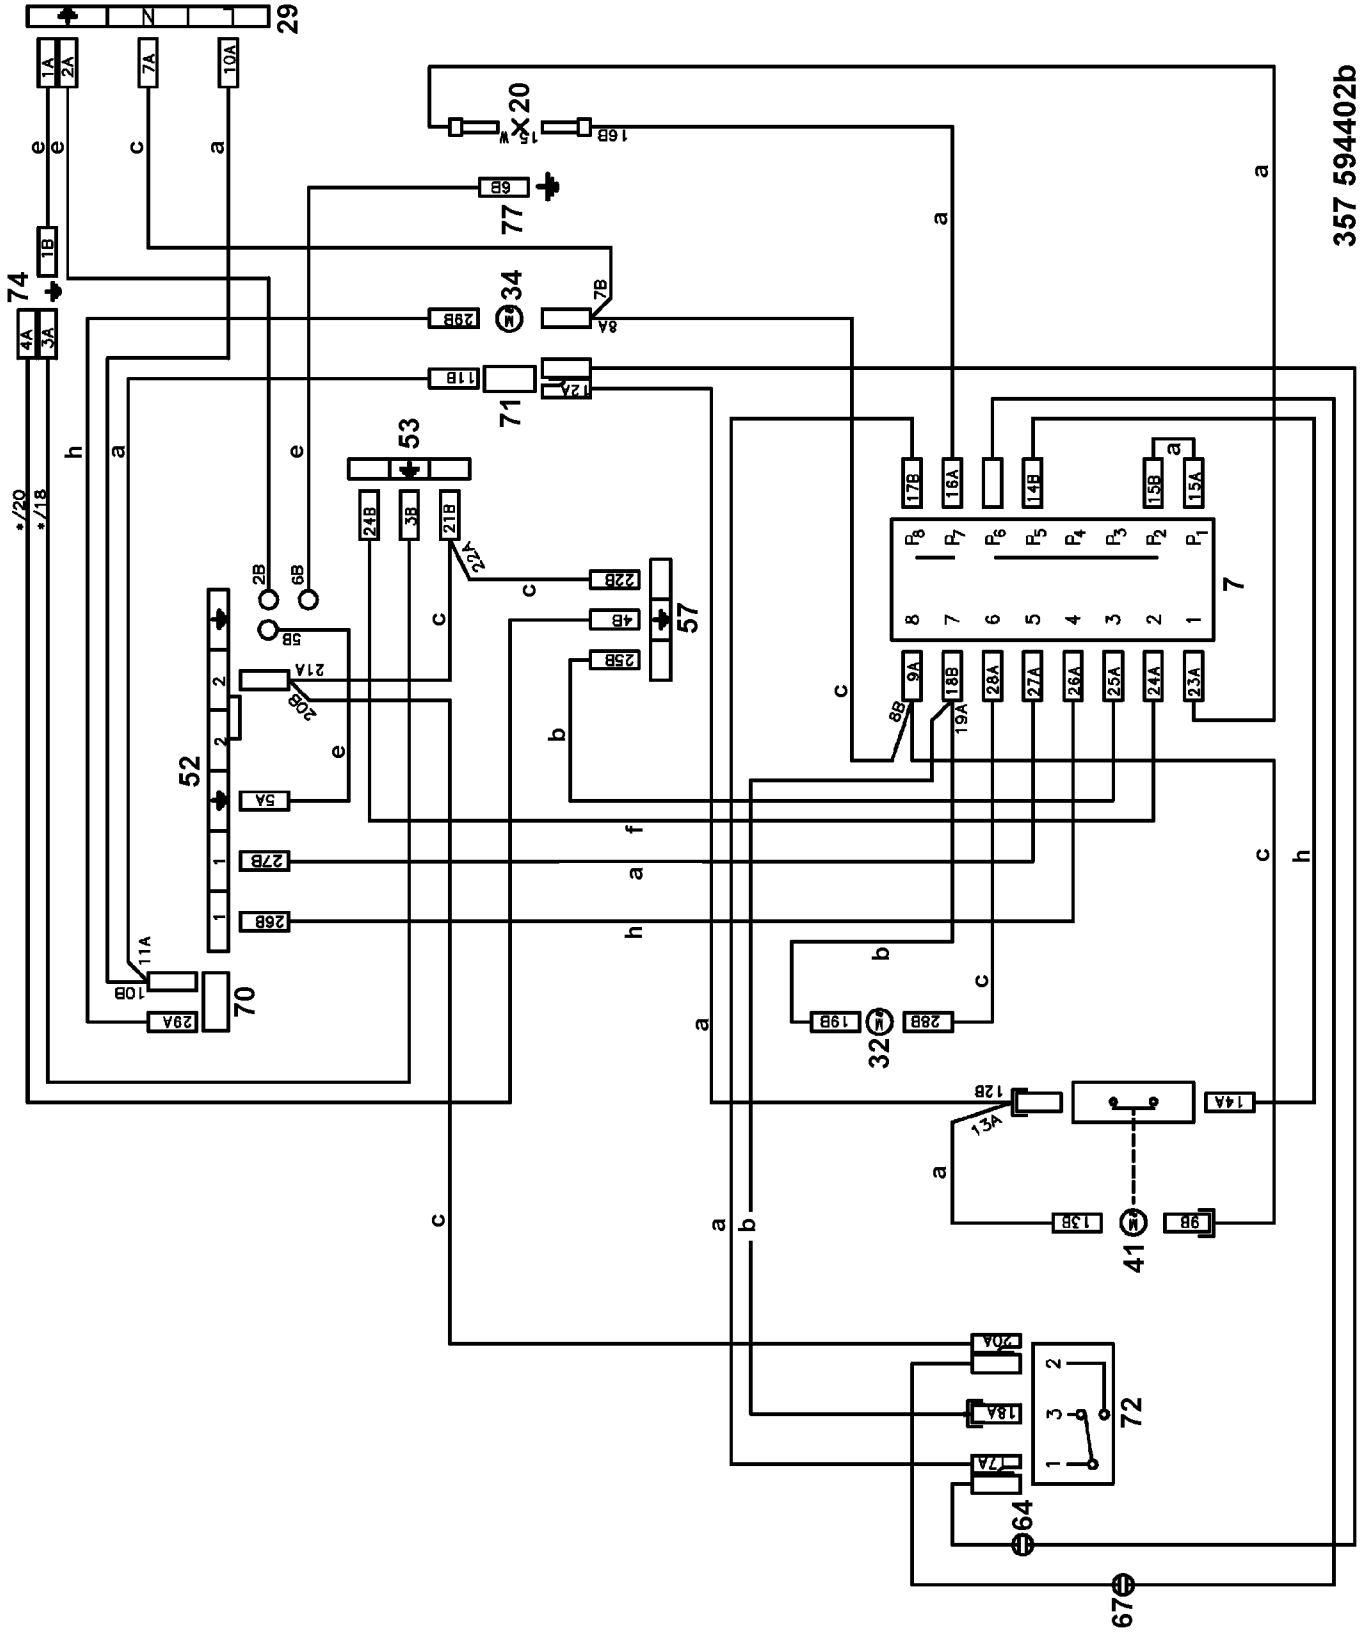 N
L
29
1A
2A
7A
10A
e
e
c
a
20
15 W
16B
a
a
357 594402b
6B
77
74
1B
4A
3A
34
29B
7B
8A
11B
71
12A
h
a
*/20
*/18
e
53
24B
3B
21B
22A
c
c
22B
4B
25B
57
17B
16A
14B
15B
15A
a
P8
P7
P6
P5
P4
P3
P2
P1
8
7
6
5
4
3
2
1
7
9A
18B
28A
27A
26A
25A
24A
23A
8B
19A
c
b
2B
6B
5B
52
2
2
1
1
21A
20B
5A
27B
26B
e
f
a
h
11A
10B
29A
70
a
b
c
19B
32
28B
c
h
12B
13A
14A
a
13B
41
9B
c
a
b
20A
18A
17A
2
3
1
72
64
67